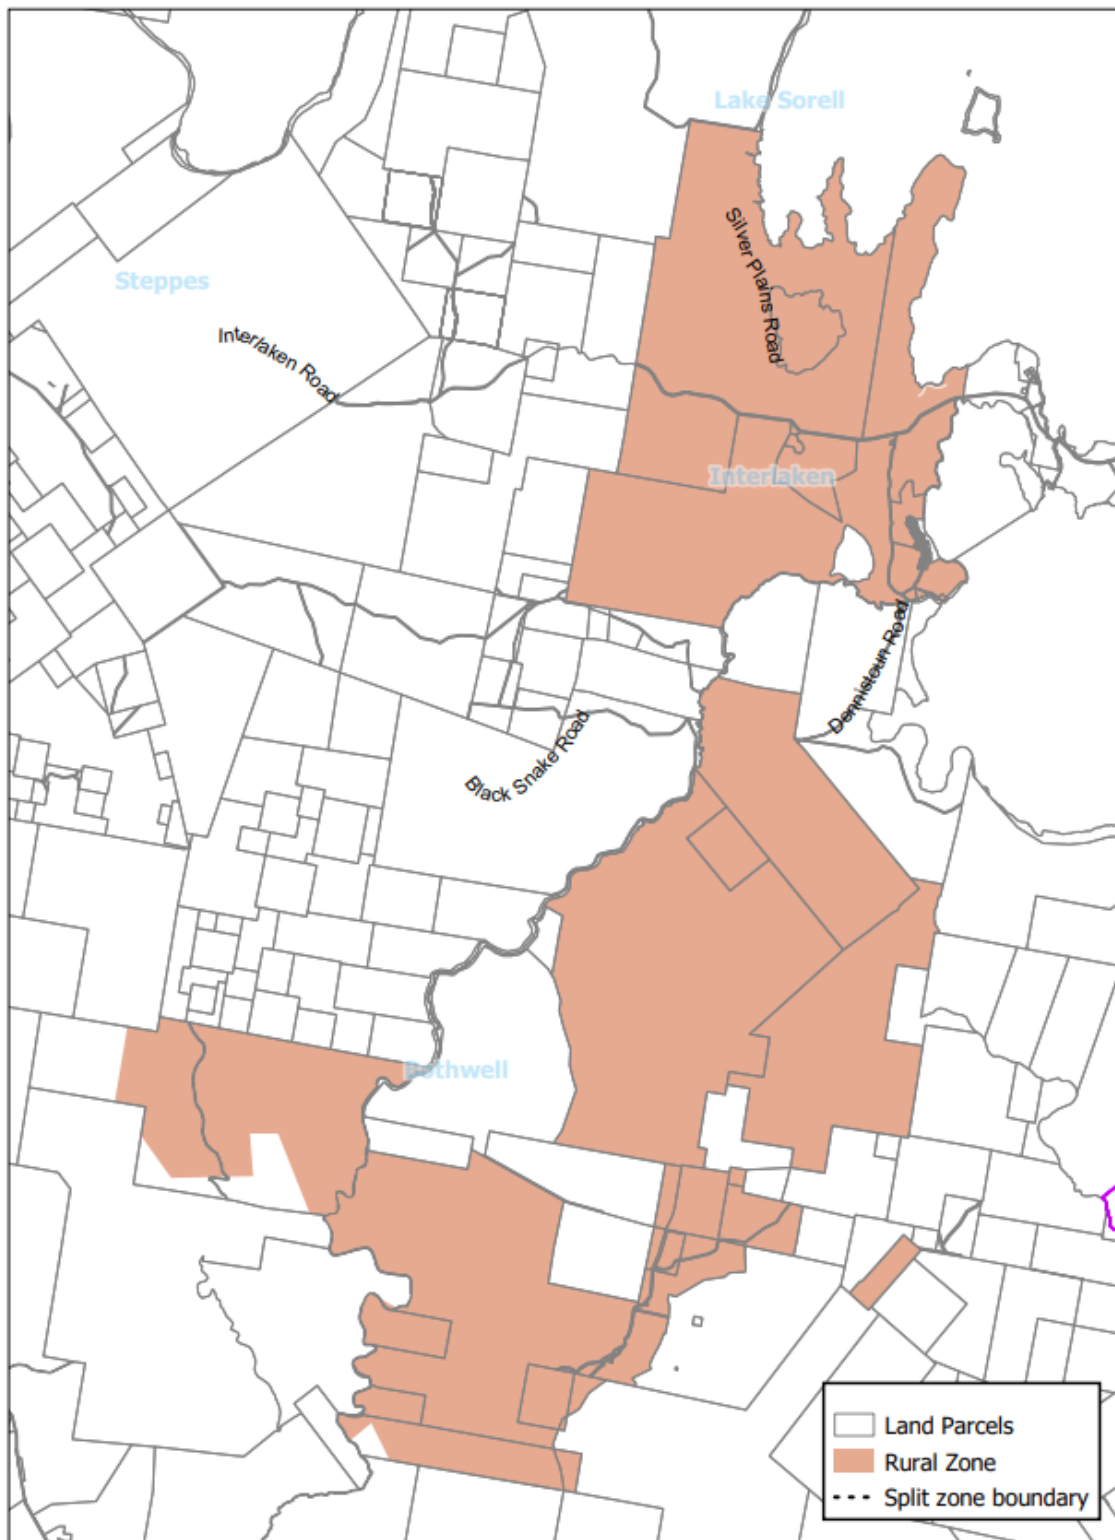 Lake Sorell
Silver Plains Road
Steppes
Interlaken Road
Interlaken
Dennistoun Road
Black Snake Road
Bothwell
Land Parcels
Rural Zone
Split zone boundary